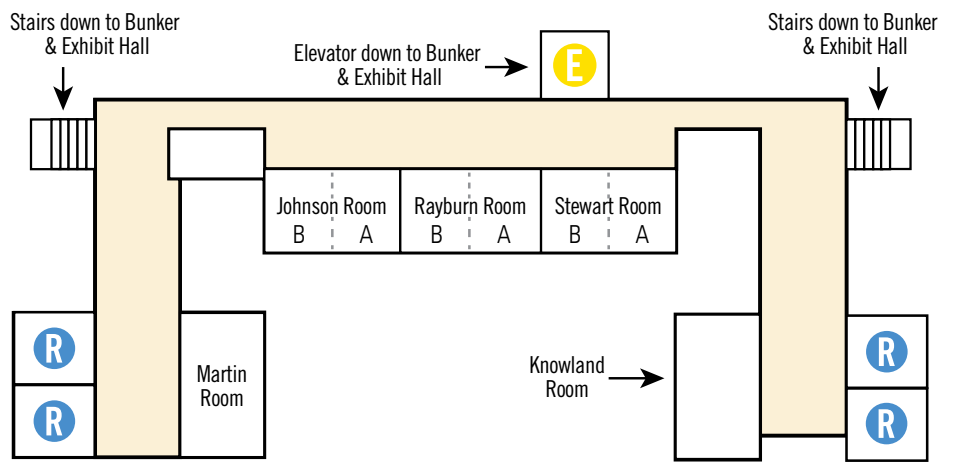 Stairs down to Bunker
& Exhibit Hall
Elevator down to Bunker
& Exhibit Hall
E
Stairs down to Bunker
& Exhibit Hall
Johnson Room
B A
Rayburn Room
B A
Stewart Room
B A
R
R
Martin
Room
Knowland
Room
R
R